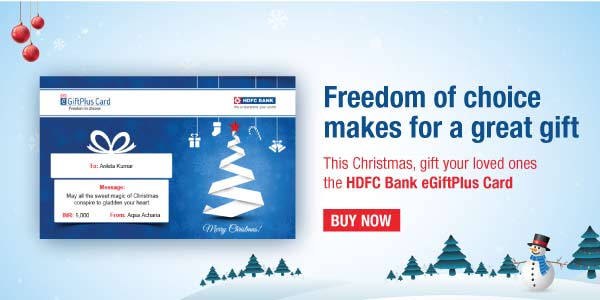 eGiftPlus Card
Freedom to choose
HDFC BANK
We understand your world
To: Ankita Kumar
Message:
May all the sweet magic of Christmas
conspire to gladden your heart
INR: 5,000 From: Aqsa Acharia
Merry Christmas!
Freedom of choice
makes for a great gift
This Christmas, gift your loved ones
the HDFC Bank eGiftPlus Card
BUY NOW